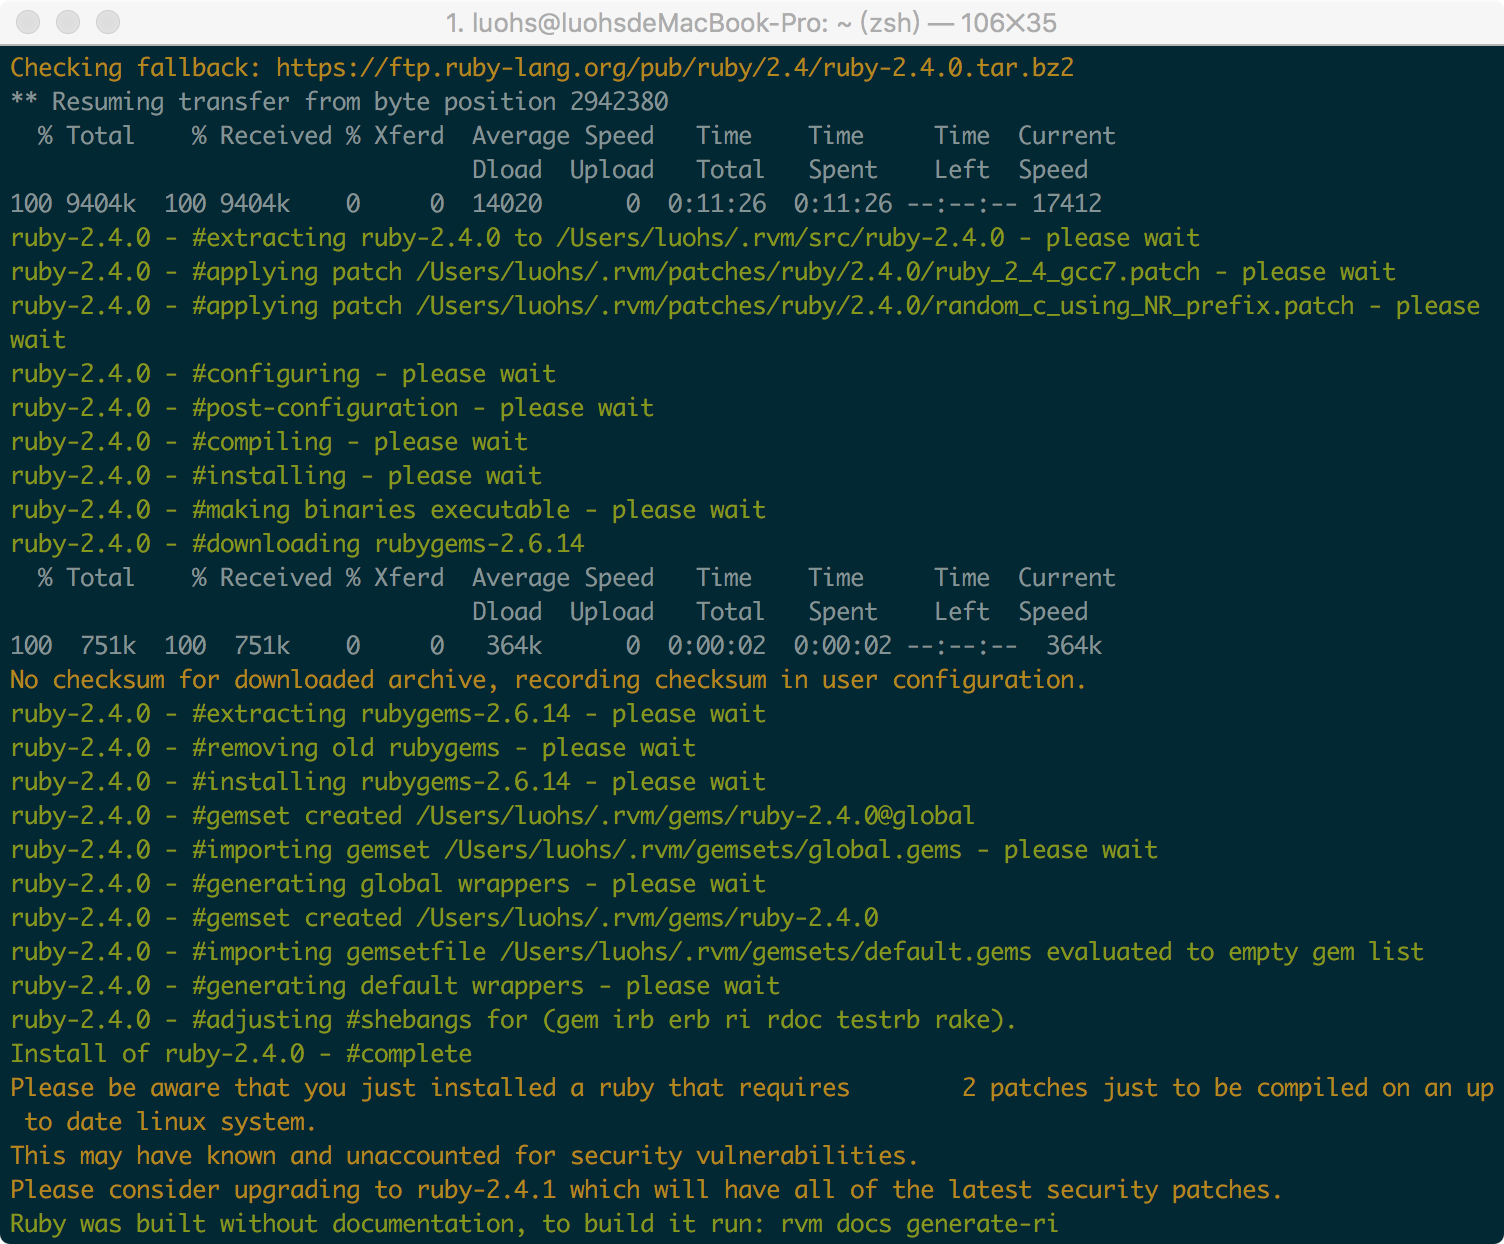 1. luohs@luohsdeMacBook-Pro: ~ (zsh) — 106×35
Checking fallback: https://ftp.ruby-lang.org/pub/ruby/2.4/ruby-2.4.0.tar.bz2
** Resuming transfer from byte position 2942380
  % Total    % Received % Xferd  Average Speed   Time    Time     Time  Current
                                 Dload  Upload   Total   Spent    Left  Speed
100 9404k  100 9404k    0     0  14020      0  0:11:26  0:11:26 --:--:-- 17412
ruby-2.4.0 - #extracting ruby-2.4.0 to /Users/luohs/.rvm/src/ruby-2.4.0 - please wait
ruby-2.4.0 - #applying patch /Users/luohs/.rvm/patches/ruby/2.4.0/ruby_2_4_gcc7.patch - please wait
ruby-2.4.0 - #applying patch /Users/luohs/.rvm/patches/ruby/2.4.0/random_c_using_NR_prefix.patch - please
wait
ruby-2.4.0 - #configuring - please wait
ruby-2.4.0 - #post-configuration - please wait
ruby-2.4.0 - #compiling - please wait
ruby-2.4.0 - #installing - please wait
ruby-2.4.0 - #making binaries executable - please wait
ruby-2.4.0 - #downloading rubygems-2.6.14
  % Total    % Received % Xferd  Average Speed   Time    Time     Time  Current
                                 Dload  Upload   Total   Spent    Left  Speed
100  751k  100  751k    0     0   364k      0  0:00:02  0:00:02 --:--:--  364k
No checksum for downloaded archive, recording checksum in user configuration.
ruby-2.4.0 - #extracting rubygems-2.6.14 - please wait
ruby-2.4.0 - #removing old rubygems - please wait
ruby-2.4.0 - #installing rubygems-2.6.14 - please wait
ruby-2.4.0 - #gemset created /Users/luohs/.rvm/gems/ruby-2.4.0@global
ruby-2.4.0 - #importing gemset /Users/luohs/.rvm/gemsets/global.gems - please wait
ruby-2.4.0 - #generating global wrappers - please wait
ruby-2.4.0 - #gemset created /Users/luohs/.rvm/gems/ruby-2.4.0
ruby-2.4.0 - #importing gemsetfile /Users/luohs/.rvm/gemsets/default.gems evaluated to empty gem list
ruby-2.4.0 - #generating default wrappers - please wait
ruby-2.4.0 - #adjusting #shebangs for (gem irb erb ri rdoc testrb rake).
Install of ruby-2.4.0 - #complete
Please be aware that you just installed a ruby that requires        2 patches just to be compiled on an up
 to date linux system.
This may have known and unaccounted for security vulnerabilities.
Please consider upgrading to ruby-2.4.1 which will have all of the latest security patches.
Ruby was built without documentation, to build it run: rvm docs generate-ri